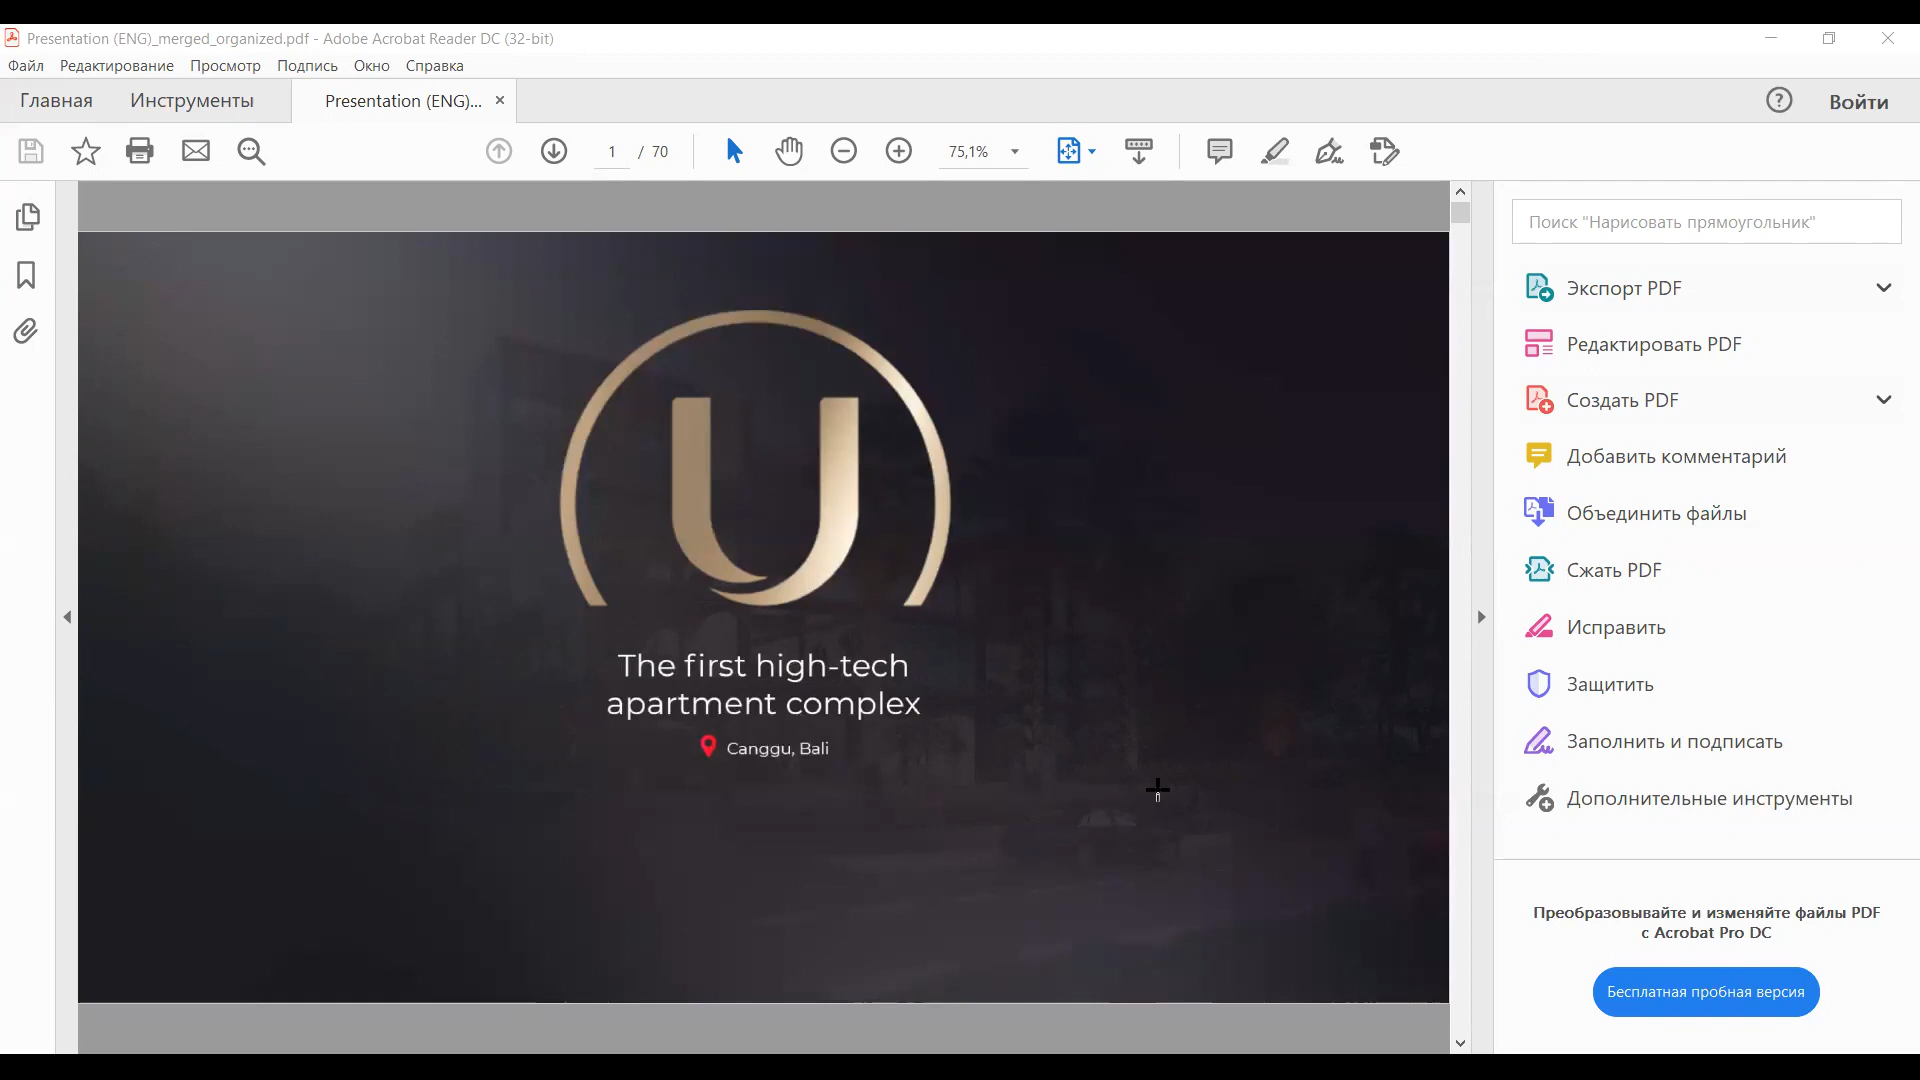 Presentation (ENG)_merged_organized.pdf - Adobe Acrobat Reader DC (32-bit)
Файл Редактирование Просмотр Подпись Окно Справка
Главная Инструменты Presentation (ENG)... × ? Войти
1 / 70 75,1%
Поиск "Нарисовать прямоугольник"
Экспорт PDF
Редактировать PDF
Создать PDF
Добавить комментарий
Объединить файлы
Сжать PDF
Исправить
Защитить
Заполнить и подписать
Дополнительные инструменты
Преобразовывайте и изменяйте файлы PDF
с Acrobat Pro DC
Бесплатная пробная версия
U
The first high-tech
apartment complex
Canggu, Bali